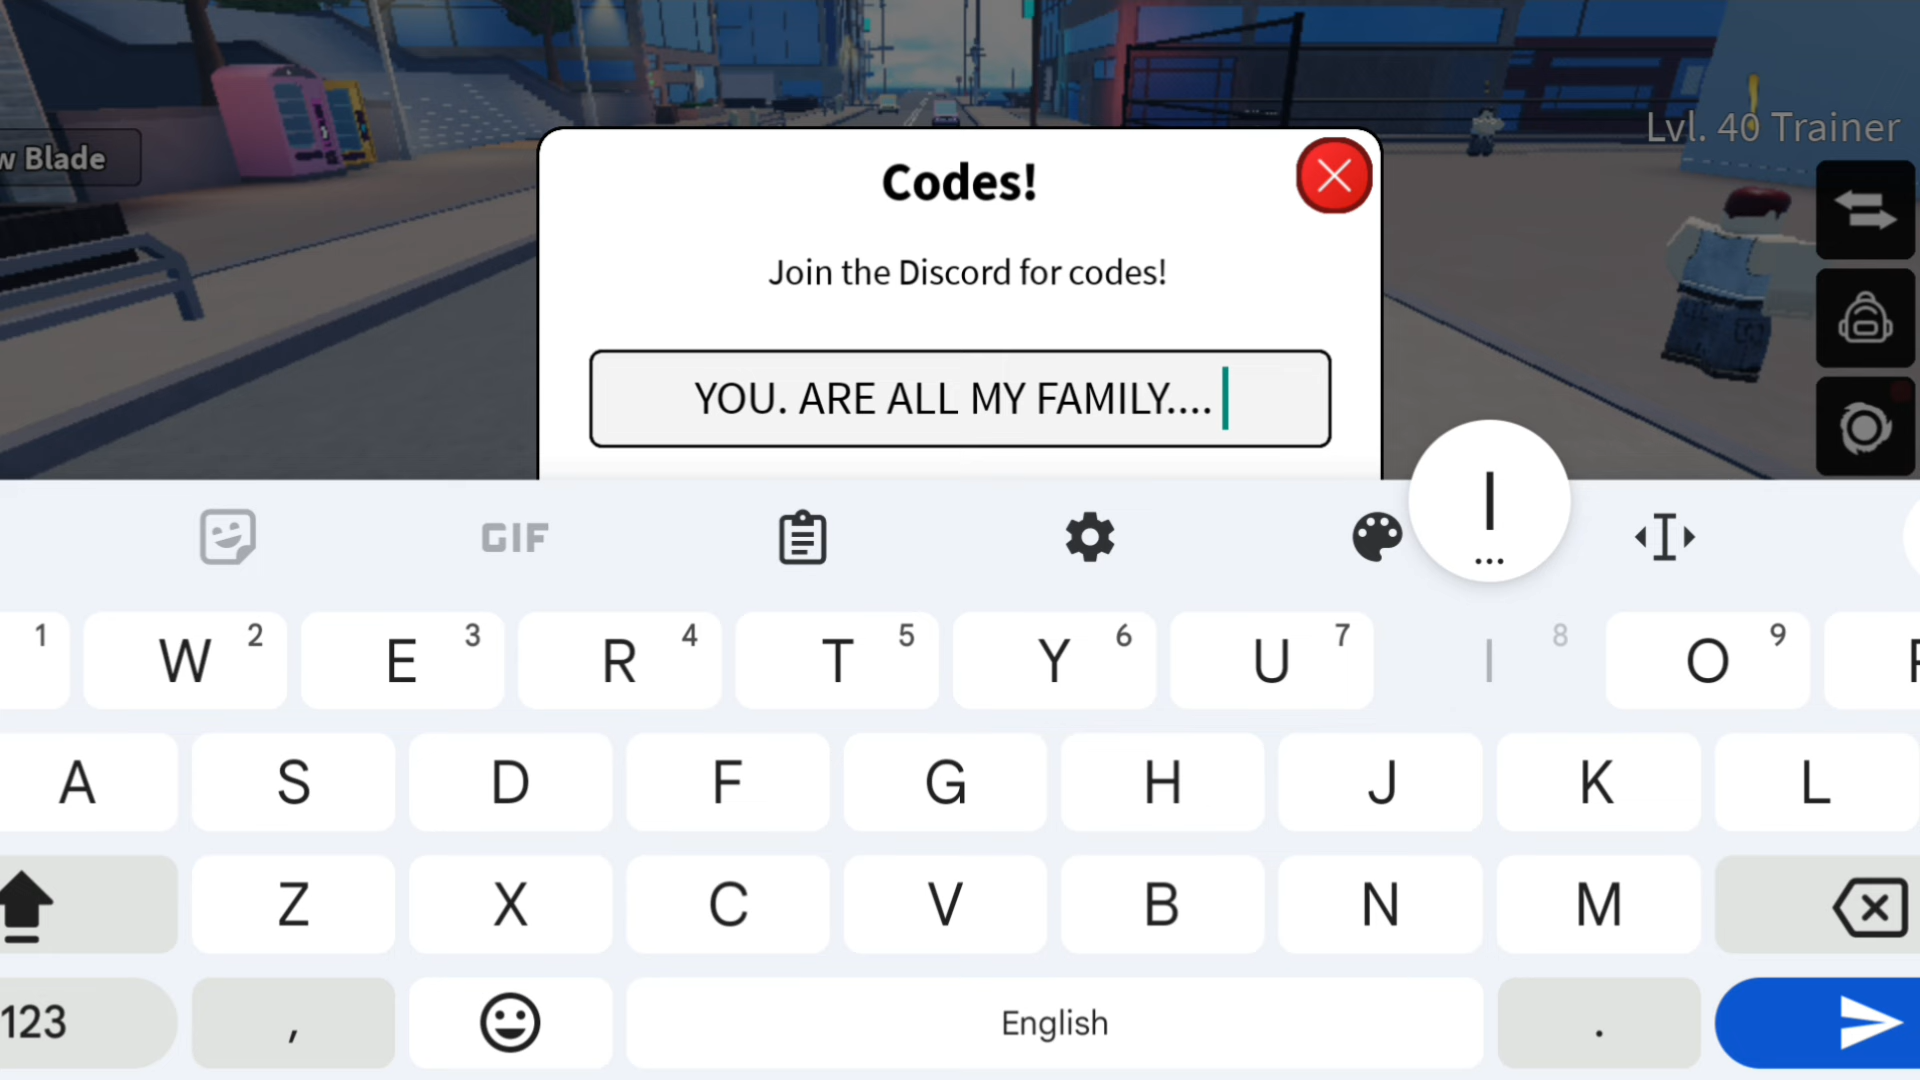 w Blade
Lvl. 40 Trainer
Codes!
Join the Discord for codes!
YOU. ARE ALL MY FAMILY....
GIF
I
...
1 W 2 E 3 R 4 T 5 Y 6 U 7 I 8 O 9 P
A S D F G H J K L
Z X C V B N M
123 , English .